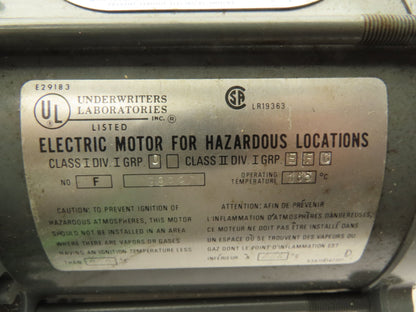 E29183
UL
UNDERWRITERS
LABORATORIES
INC. ®
LISTED
SA
LR19363
ELECTRIC MOTOR FOR HAZARDOUS LOCATIONS
CLASS I DIV. I GRP. CLASS II DIV. I GRP.
NO. F OPERATING TEMPERATURE °C
CAUTION: TO PREVENT IGNITION OF
HAZARDOUS ATMOSPHERES, THIS MOTOR
SHOULD NOT BE INSTALLED IN AN AREA
WHERE THERE ARE VAPORS OR GASES
HAVING AN IGNITION TEMPERATURE LESS
THAN
ATTENTION: AFIN DE PRÉVENIR
L'INFLAMMATION D'ATMOSPHÈRES DANGEREUSES,
CE MOTEUR NE DOIT PAS ÊTRE INSTALLÉ DANS
UN ESPACE OÙ SE TROUVENT DES VAPEURS OU
GAZ DONT LE POINT D'INFLAMMATION EST
INFÉRIEUR À